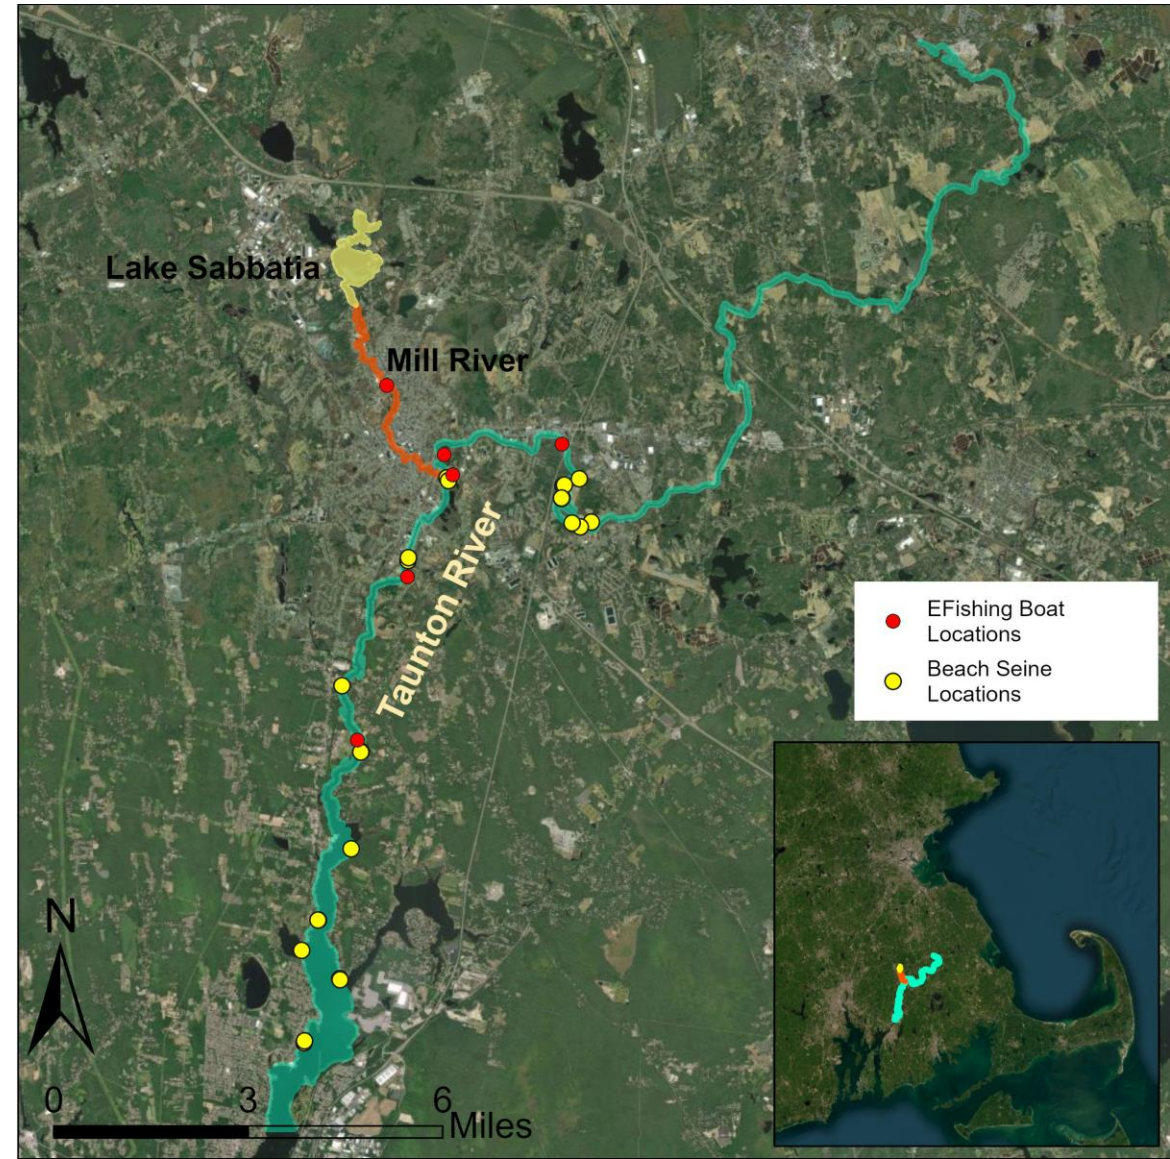 Lake Sabbatia
Mill River
Taunton River
EFishing Boat
Locations
Beach Seine
Locations
N
0 3 6
Miles